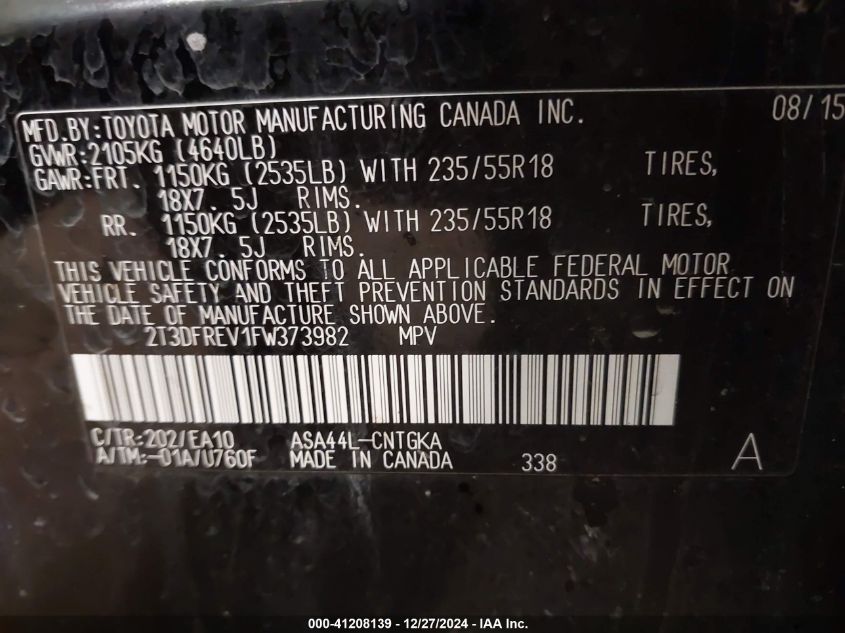 MFD.BY:TOYOTA MOTOR MANUFACTURING CANADA INC. 08/15
GVWR:2105KG (4640LB)
GAWR:FRT. 1150KG (2535LB) WITH 235/55R18 TIRES,
18X7. 5J RIMS.
RR. 1150KG (2535LB) WITH 235/55R18 TIRES,
18X7. 5J RIMS.
THIS VEHICLE CONFORMS TO ALL APPLICABLE FEDERAL MOTOR
VEHICLE SAFETY AND THEFT PREVENTION STANDARDS IN EFFECT ON
THE DATE OF MANUFACTURE SHOWN ABOVE.
2T3DFREV1FW373982 MPV
C/TR:202/EA10 ASA44L-CNTGKA
A/TM:-01A/U760F MADE IN CANADA 338 A
000-41208139 - 12/27/2024 - IAA Inc.